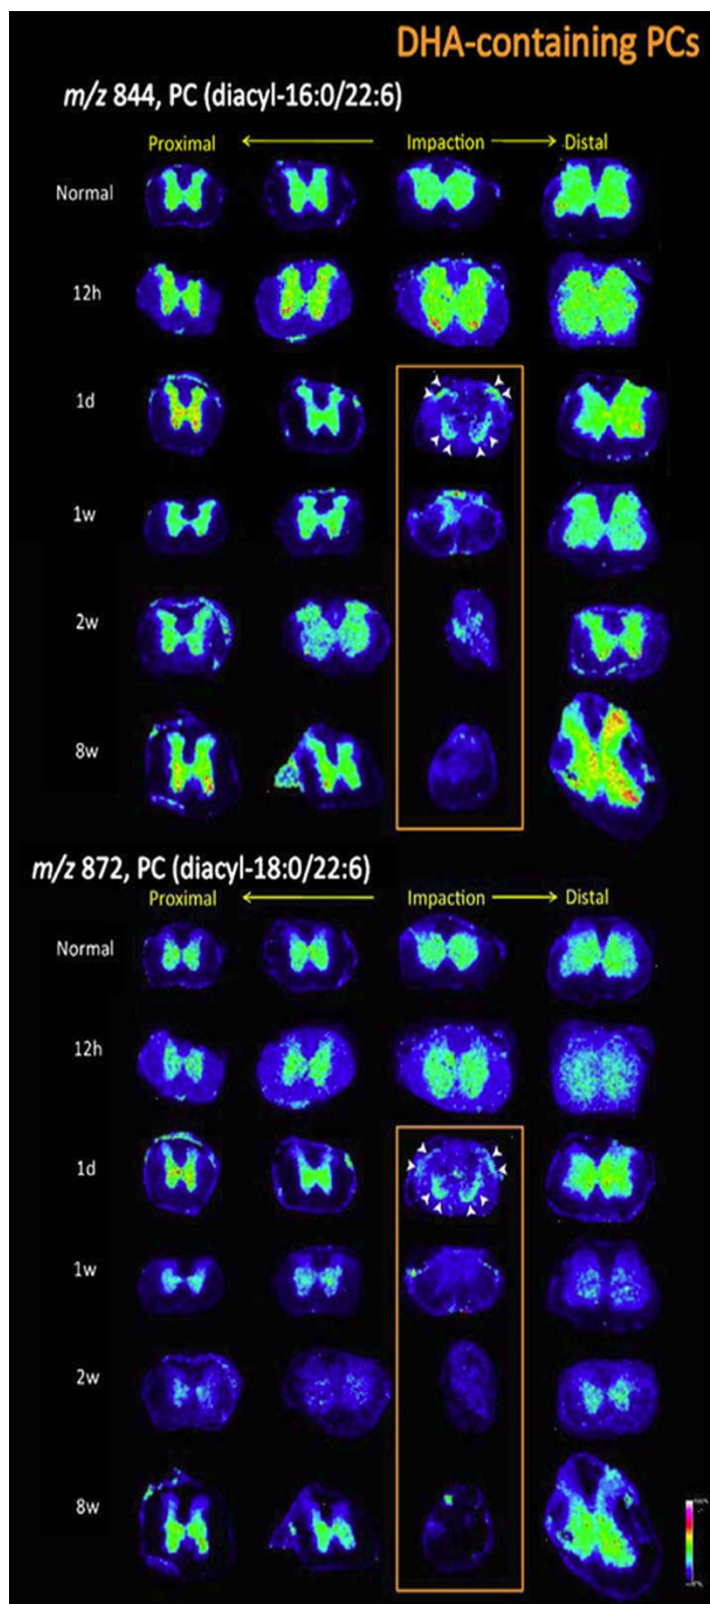 DHA-containing PCs
m/z 844, PC (diacyl-16:0/22:6)
Proximal Impaction Distal
Normal
12h
1d
1w
2w
8w
m/z 872, PC (diacyl-18:0/22:6)
Proximal Impaction Distal
Normal
12h
1d
1w
2w
8w